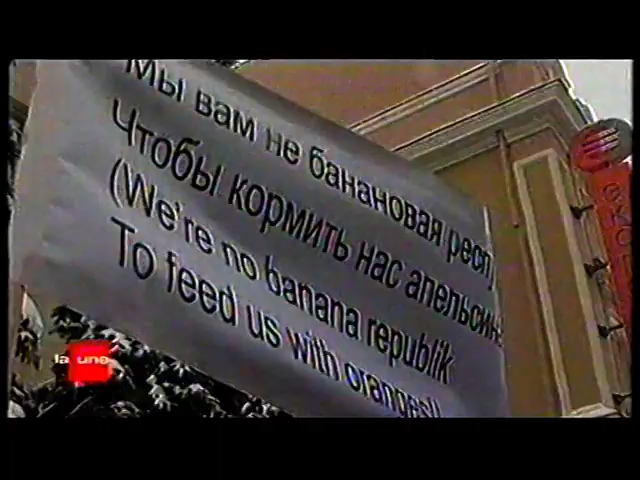 Мы вам не банановая респу
Чтобы кормить нас апельсин
(We're no banana republik
To feed us with oranges!!
la une